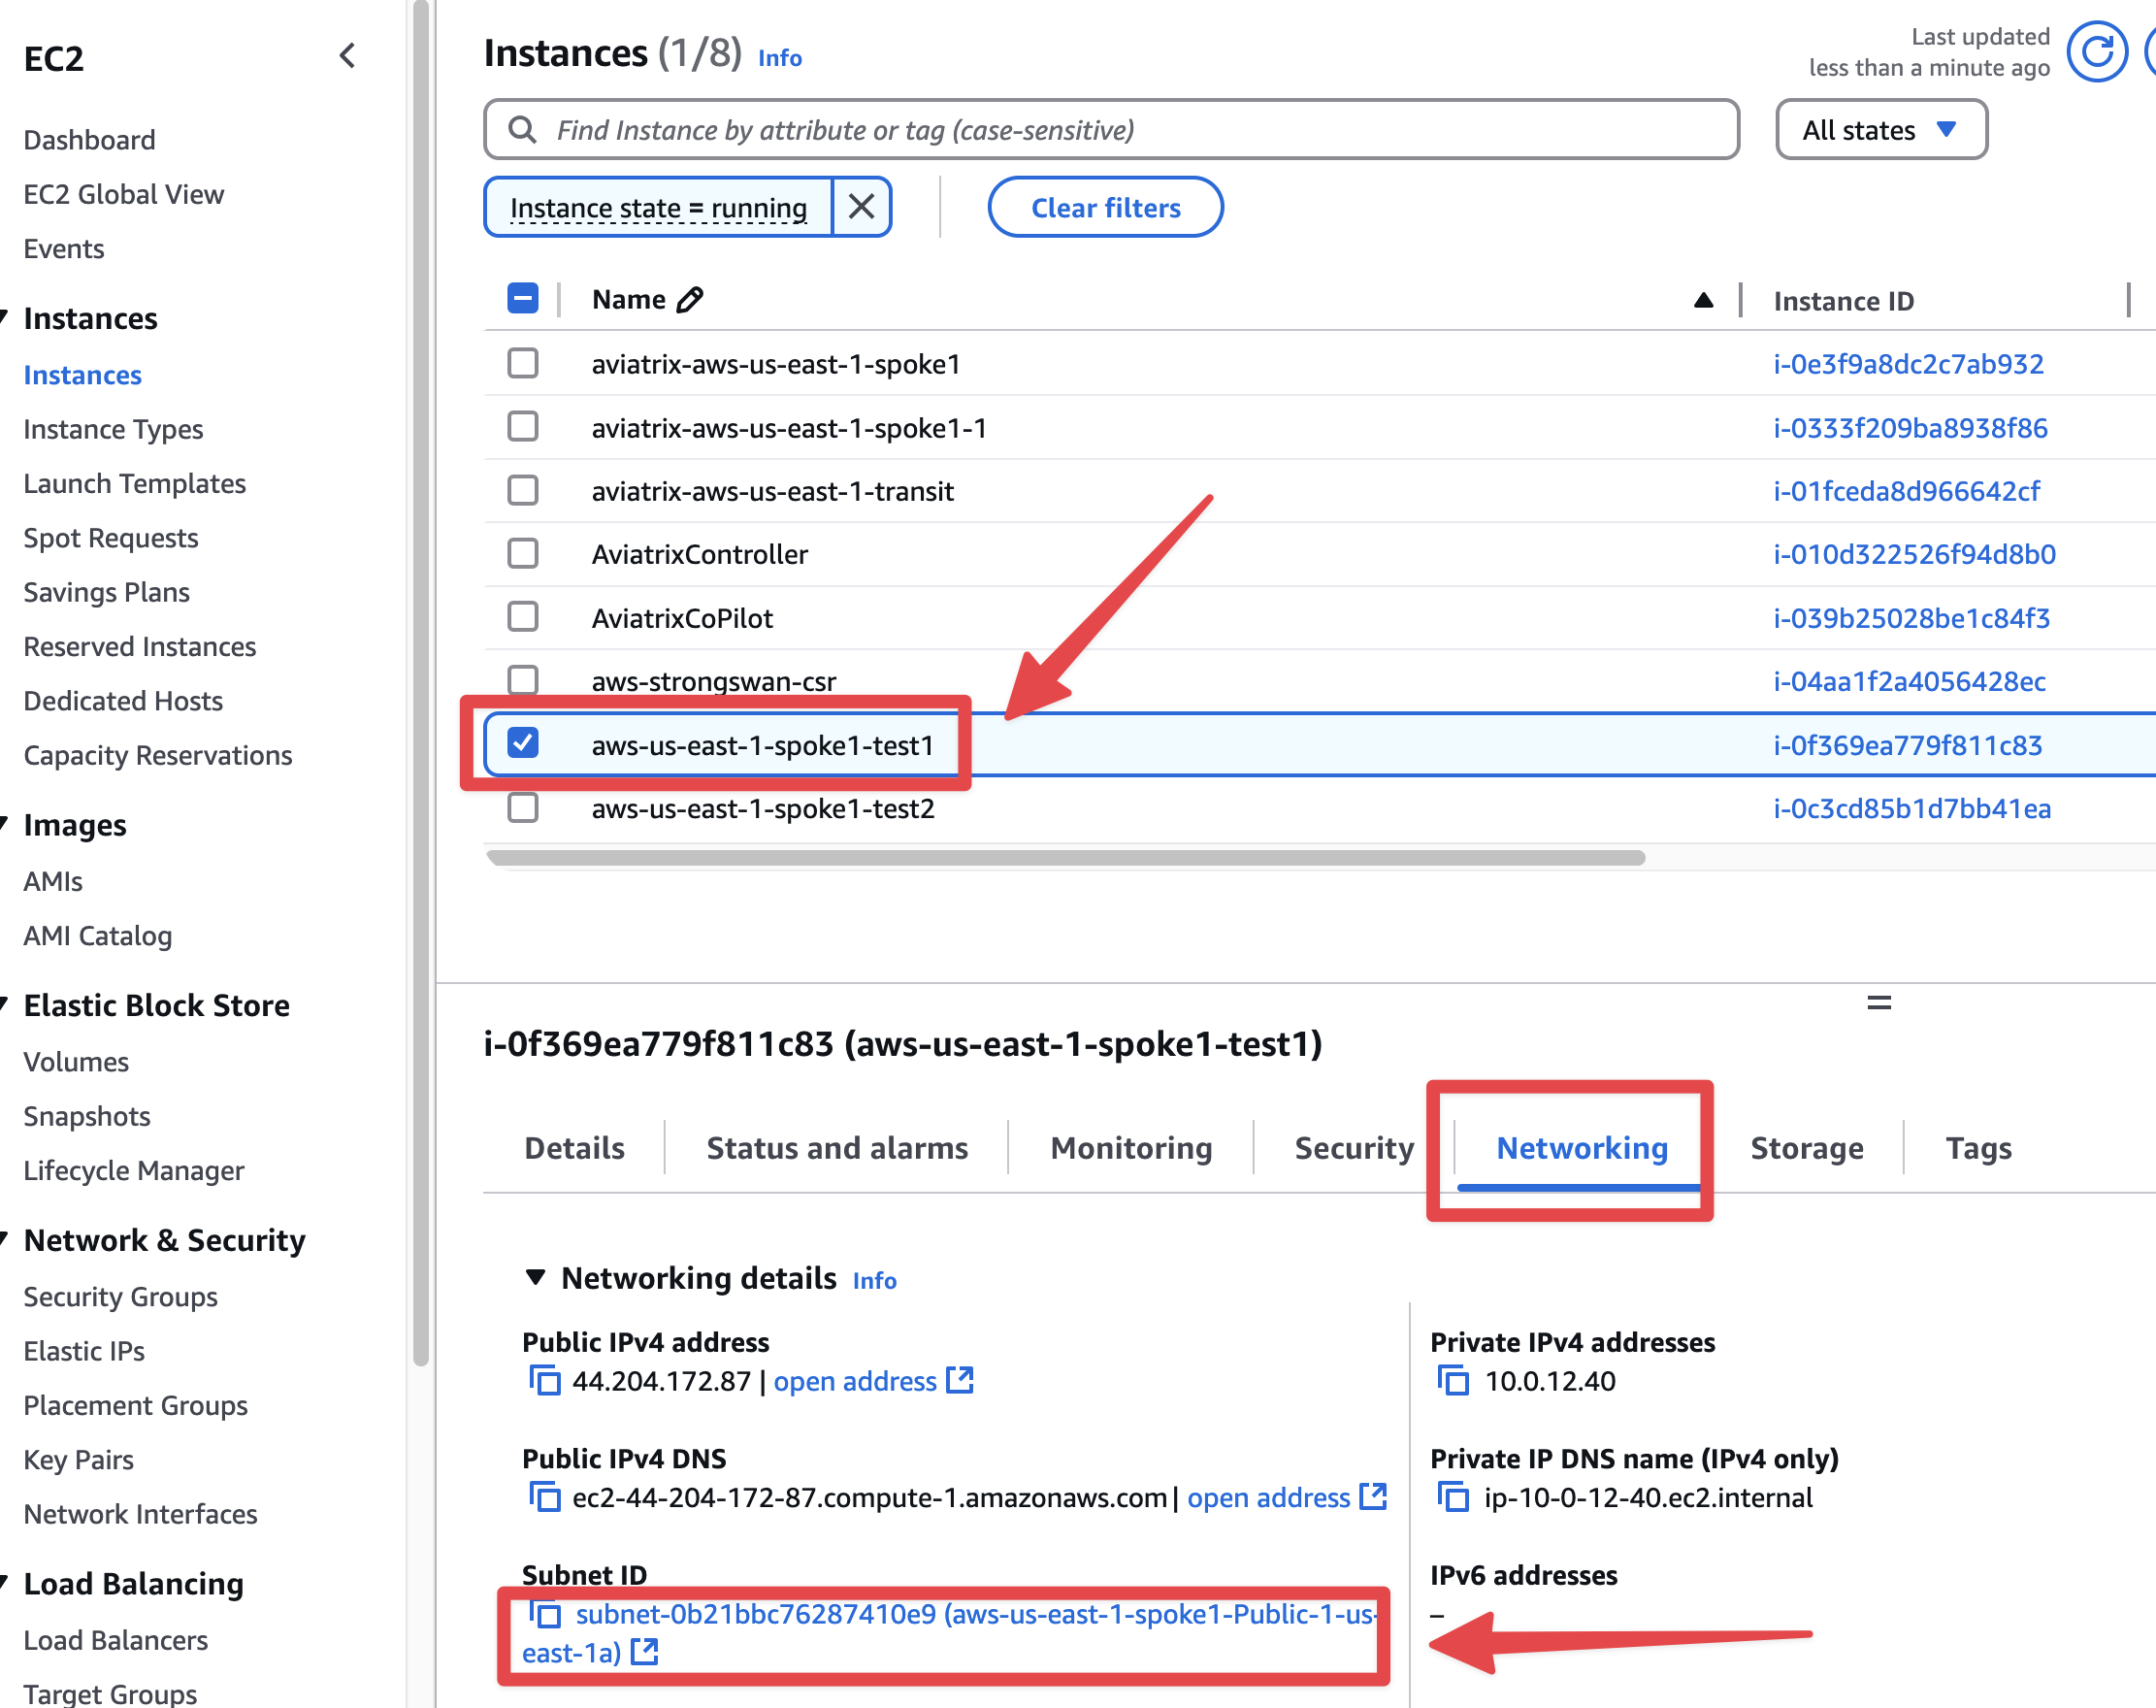 EC2
Dashboard
EC2 Global View
Events
Instances
Instances
Instance Types
Launch Templates
Spot Requests
Savings Plans
Reserved Instances
Dedicated Hosts
Capacity Reservations
Images
AMIs
AMI Catalog
Elastic Block Store
Volumes
Snapshots
Lifecycle Manager
Network & Security
Security Groups
Elastic IPs
Placement Groups
Key Pairs
Network Interfaces
Load Balancing
Load Balancers
Target Groups
Instances (1/8) Info
Last updated
less than a minute ago
Find Instance by attribute or tag (case-sensitive)
All states
Instance state = running
Clear filters
Name Instance ID
aviatrix-aws-us-east-1-spoke1 i-0e3f9a8dc2c7ab932
aviatrix-aws-us-east-1-spoke1-1 i-0333f209ba8938f86
aviatrix-aws-us-east-1-transit i-01fceda8d966642cf
AviatrixController i-010d322526f94d8b0
AviatrixCoPilot i-039b25028be1c84f3
aws-strongswan-csr i-04aa1f2a4056428ec
aws-us-east-1-spoke1-test1 i-0f369ea779f811c83
aws-us-east-1-spoke1-test2 i-0c3cd85b1d7bb41ea
i-0f369ea779f811c83 (aws-us-east-1-spoke1-test1)
Details Status and alarms Monitoring Security Networking Storage Tags
Networking details Info
Public IPv4 address
44.204.172.87 | open address
Private IPv4 addresses
10.0.12.40
Public IPv4 DNS
ec2-44-204-172-87.compute-1.amazonaws.com | open address
Private IP DNS name (IPv4 only)
ip-10-0-12-40.ec2.internal
Subnet ID
subnet-0b21bbc76287410e9 (aws-us-east-1-spoke1-Public-1-us-
east-1a)
IPv6 addresses
–